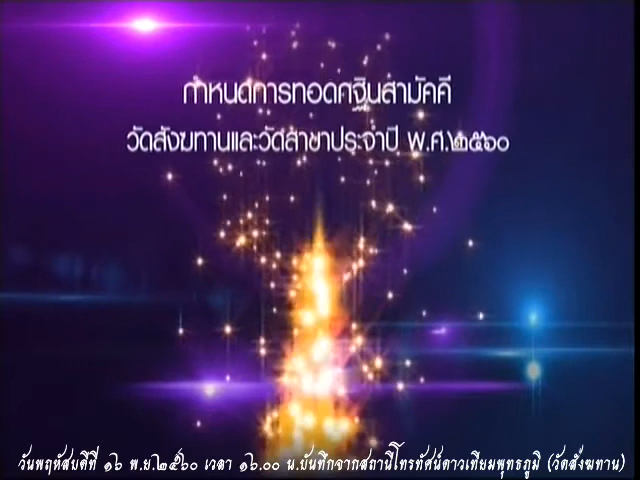 กำหนดการทอดกฐินสามัคคี
วัดสังฆทานและวัดสาขาประจำปี พ.ศ.๒๕๖๐
วันพฤหัสบดีที่ ๑๖ พ.ย.๒๕๖๐ เวลา ๑๖.๐๐ น.บันทึกจากสถานีโทรทัศน์ดาวเทียมพุทธภูมิ (วัดสังฆทาน)